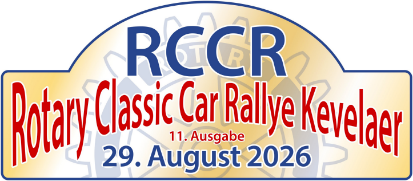 RCCR
Rotary Classic Car Rallye Kevelaer
11. Ausgabe
29. August 2026